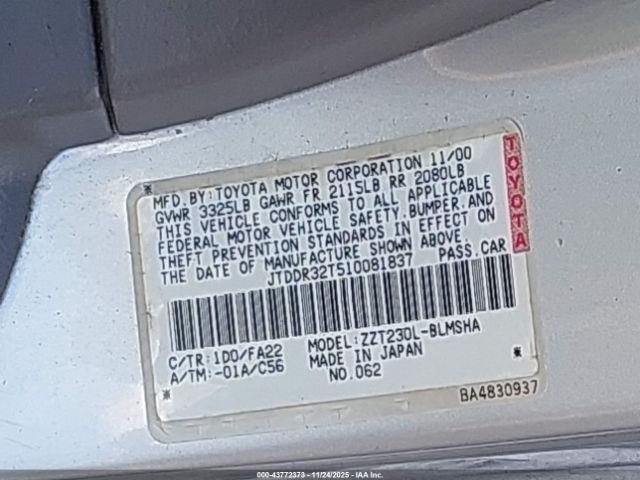 MFD. BY: TOYOTA MOTOR CORPORATION 11/00
GVWR 3325LB GAWR FR 2115LB RR 2080LB
THIS VEHICLE CONFORMS TO ALL APPLICABLE
FEDERAL MOTOR VEHICLE SAFETY, BUMPER, AND
THEFT PREVENTION STANDARDS IN EFFECT ON
THE DATE OF MANUFACTURE SHOWN ABOVE.
JTDDR32T510081837 PASS. CAR
TOYOTA
C/TR: 1D0/FA22 MODEL: ZZT230L-BLMSHA
A/TM: -01A/C56 MADE IN JAPAN
NO.062
BA4830937
00-43772373 - 11/24/2025 - IAAI, INC.